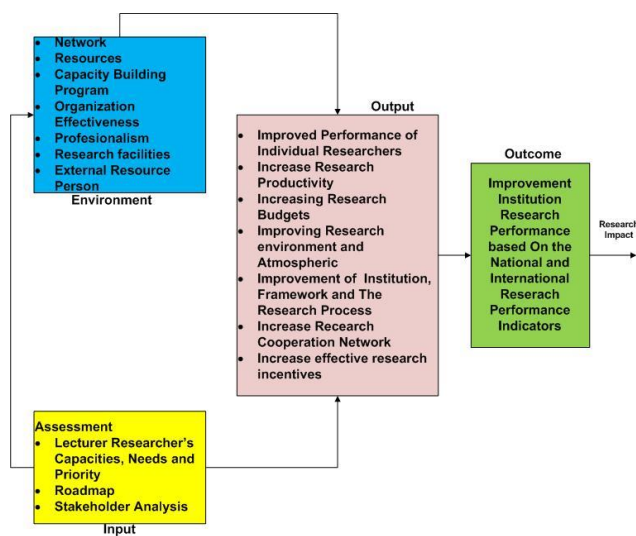 • Network
• Resources
• Capacity Building
Program
• Organization
Effectiveness
• Profesionalism
• Research facilities
• External Resource
Person
Environment
Output
• Improved Performance of
Individual Researchers
• Increase Research
Productivity
• Increasing Research
Budgets
• Improving Research
environment and
Atmospheric
• Improvement of Institution,
Framework and The
Research Process
• Increase Recearch
Cooperation Network
• Increase effective research
incentives
Outcome
Improvement
Institution
Research
Performance
based On the
National and
International
Reserach
Performance
Indicators
Research
Impact
Assessment
• Lecturer Researcher's
Capacities, Needs and
Priority
• Roadmap
• Stakeholder Analysis
Input